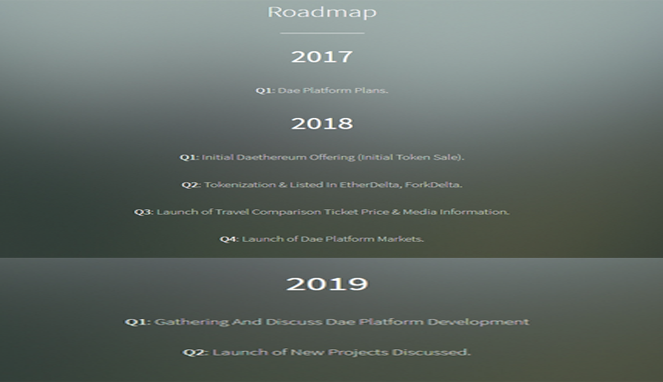 Roadmap
2017
Q1: Dae Platform Plans.
2018
Q1: Initial Daethereum Offering (Initial Token Sale).
Q2: Tokenization & Listed In EtherDelta, ForkDelta.
Q3: Launch of Travel Comparison Ticket Price & Media Information.
Q4: Launch of Dae Platform Markets.
2019
Q1: Gathering And Discuss Dae Platform Development
Q2: Launch of New Projects Discussed.